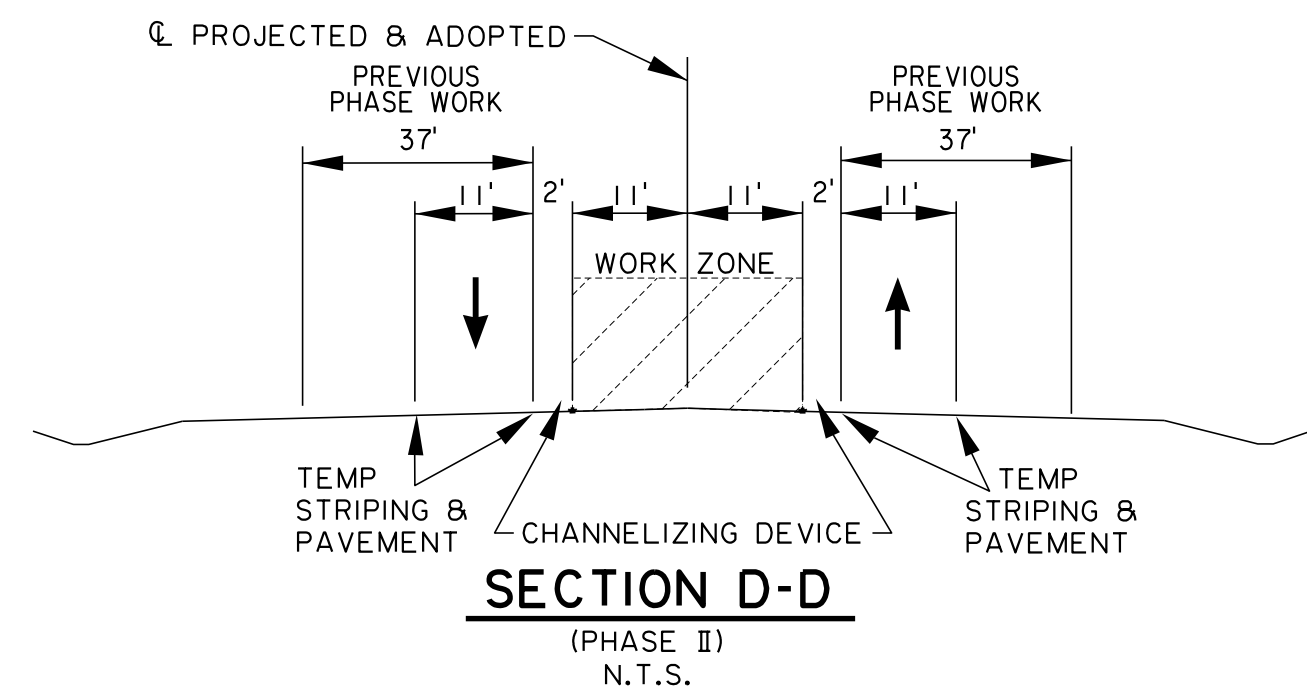 ℄ PROJECTED & ADOPTED
PREVIOUS
PHASE WORK
37'
PREVIOUS
PHASE WORK
37'
11'
2'
11'
11'
2'
11'
WORK ZONE
TEMP
STRIPING &
PAVEMENT
CHANNELIZING DEVICE
TEMP
STRIPING &
PAVEMENT
SECTION D-D
(PHASE II)
N.T.S.